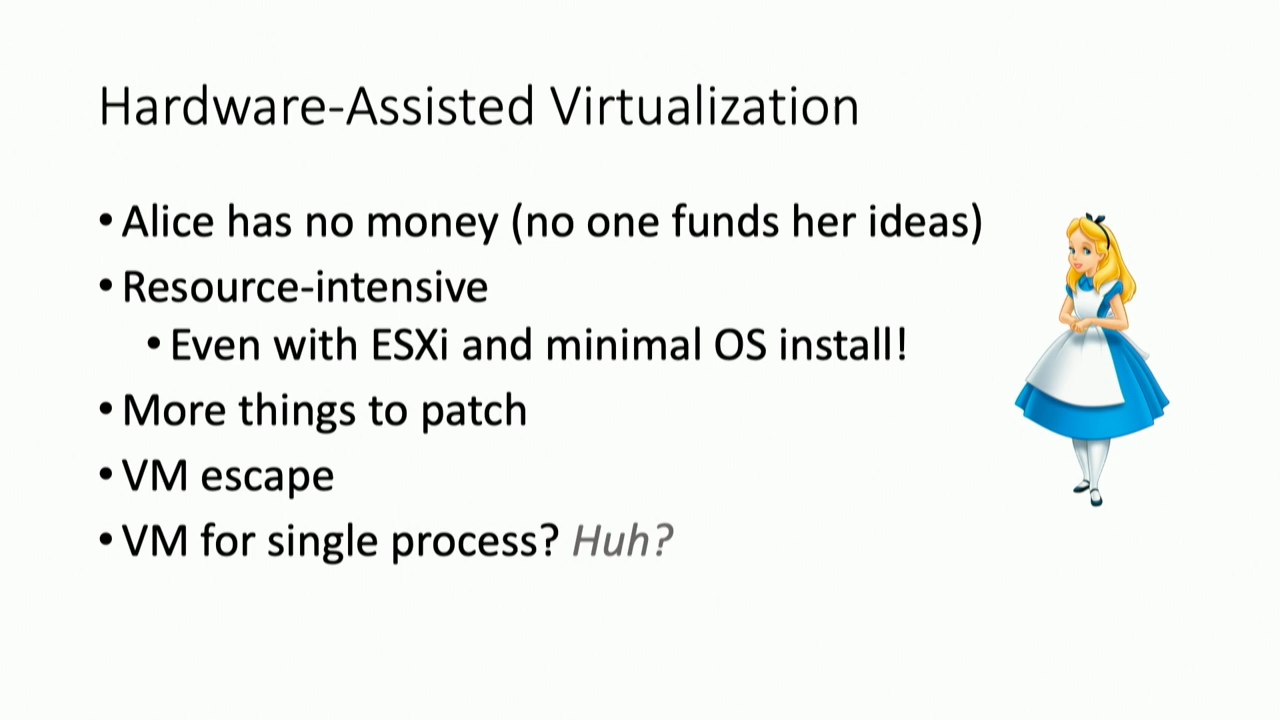 Hardware-Assisted Virtualization
• Alice has no money (no one funds her ideas)
• Resource-intensive
• Even with ESXi and minimal OS install!
• More things to patch
• VM escape
• VM for single process? Huh?